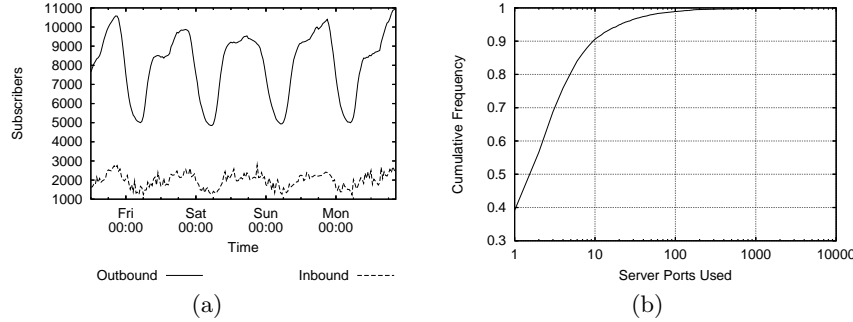 11000
10000
9000
8000
7000
6000
5000
4000
3000
2000
1000
Subscribers
Fri Sat Sun Mon
00:00 00:00 00:00 00:00
Time
Outbound Inbound
(a)
1
0.9
0.8
0.7
0.6
0.5
0.4
0.3
Cumulative Frequency
1 10 100 1000 10000
Server Ports Used
(b)